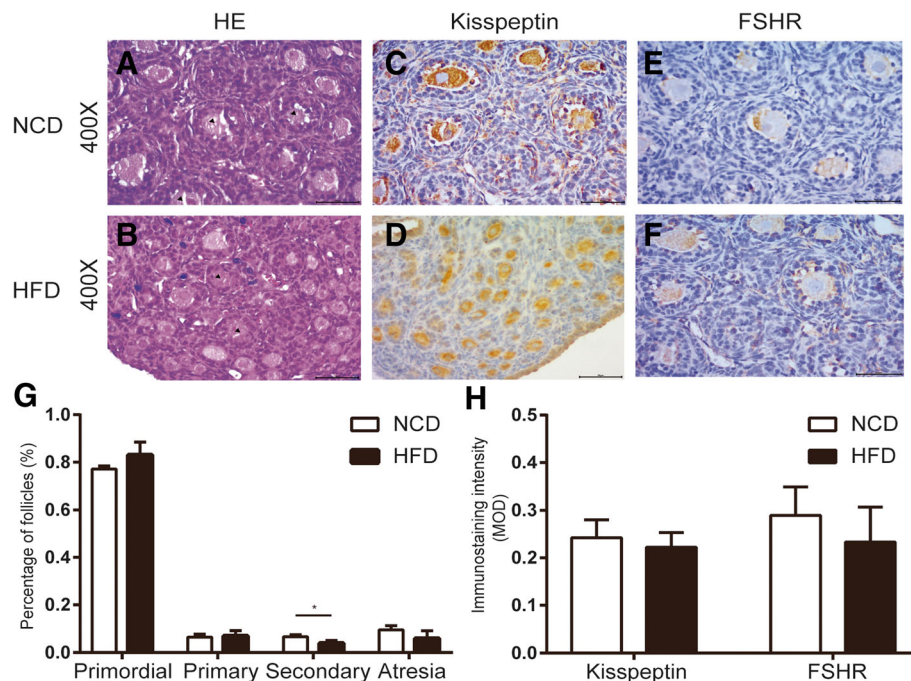 HE Kisspeptin FSHR
NCD 400X A C E
HFD 400X B D F
G
Percentage of follicles (%)
1.0
0.8
0.6
0.4
0.2
0.0
NCD
HFD
*
Primordial Primary Secondary Atresia
H
Immunostaining intensity
(MOD)
0.5
0.4
0.3
0.2
0.1
0.0
NCD
HFD
Kisspeptin FSHR